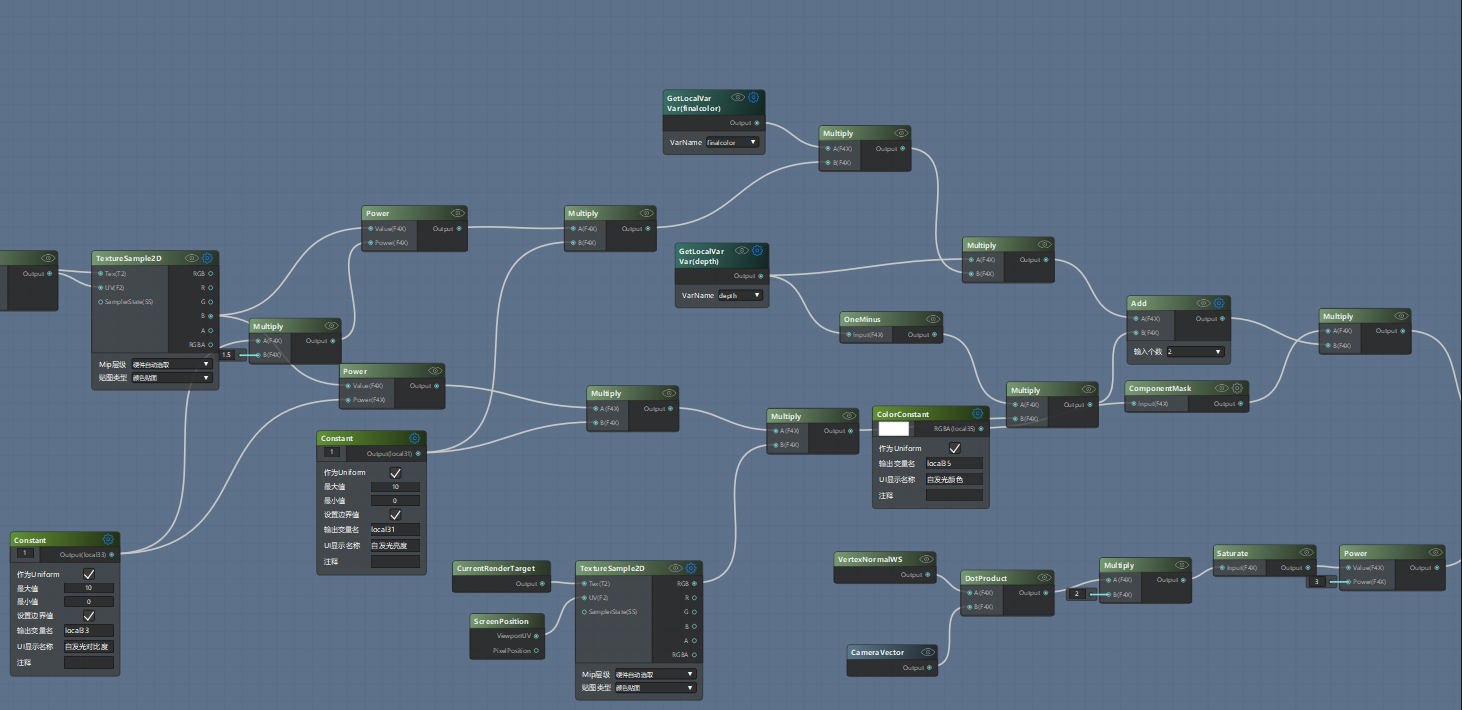 GetLocalVar
Var(finalcolor)
Output
VarName finalcolor
Multiply
A(F4X) Output
B(F4X)
Power
Value(F4X) Output
Power(F4X)
Multiply
A(F4X) Output
B(F4X)
GetLocalVar
Var(depth)
Output
VarName depth
Multiply
A(F4X) Output
B(F4X)
Output
TextureSample2D
Tex(T2) RGB
UV(F2) R
SamplerState(SS) G
B
A
RGBA
Mip层级 硬件自动选取
贴图类型 颜色贴图
Multiply
A(F4X) Output
1.5 B(F4X)
OneMinus
Input(F4X) Output
Add
A(F4X) Output
B(F4X)
输入个数 2
Multiply
A(F4X) Output
B(F4X)
Power
Value(F4X) Output
Power(F4X)
Multiply
A(F4X) Output
B(F4X)
Multiply
A(F4X) Output
B(F4X)
ColorConstant
RGBA(local35)
作为Uniform
输出变量名 local35
UI显示名称 自发光颜色
注释
Multiply
A(F4X) Output
B(F4X)
ComponentMask
Input(F4X) Output
Constant
1 Output(local31)
作为Uniform
最大值 10
最小值 0
设置边界值
输出变量名 local31
UI显示名称 自发光亮度
注释
Constant
1 Output(local33)
作为Uniform
最大值 10
最小值 0
设置边界值
输出变量名 local33
UI显示名称 自发光对比度
注释
CurrentRenderTarget
Output
ScreenPosition
ViewportUV
PixelPosition
TextureSample2D
Tex(T2) RGB
UV(F2) R
SamplerState(SS) G
B
A
RGBA
Mip层级 硬件自动选取
贴图类型 颜色贴图
VertexNormalWS
Output
CameraVector
Output
DotProduct
A(F4X) Output
B(F4X)
Multiply
A(F4X) Output
2 B(F4X)
Saturate
Input(F4X) Output
Power
Value(F4X) Output
3 Power(F4X)